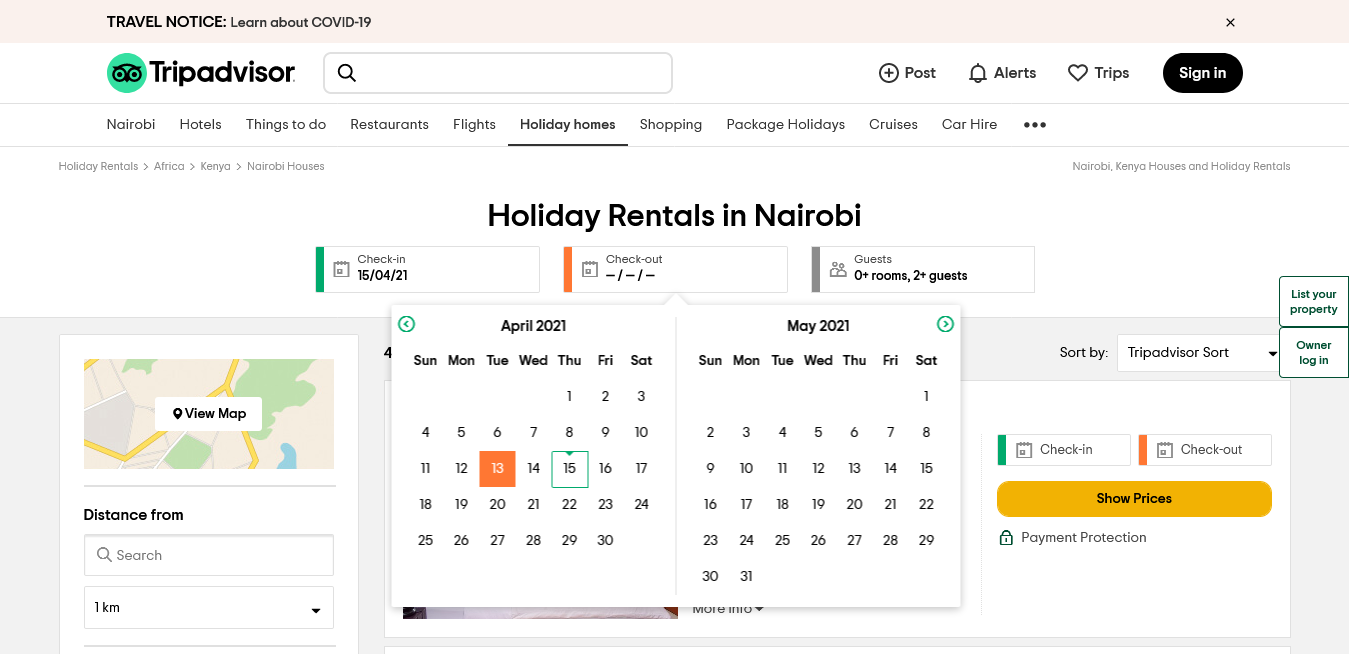 TRAVEL NOTICE: Learn about COVID-19
Tripadvisor
Post
Alerts
Trips
Sign in
Nairobi
Hotels
Things to do
Restaurants
Flights
Holiday homes
Shopping
Package Holidays
Cruises
Car Hire
Holiday Rentals > Africa > Kenya > Nairobi Houses
Nairobi, Kenya Houses and Holiday Rentals
Holiday Rentals in Nairobi
Check-in
15/04/21
Check-out
– / – / –
Guests
0+ rooms, 2+ guests
List your
property
Owner
log in
View Map
Distance from
Search
1 km
4
April 2021
Sun Mon Tue Wed Thu Fri Sat
1 2 3
4 5 6 7 8 9 10
11 12 13 14 15 16 17
18 19 20 21 22 23 24
25 26 27 28 29 30
May 2021
Sun Mon Tue Wed Thu Fri Sat
1
2 3 4 5 6 7 8
9 10 11 12 13 14 15
16 17 18 19 20 21 22
23 24 25 26 27 28 29
30 31
Sort by: Tripadvisor Sort
Check-in
Check-out
Show Prices
Payment Protection
More Info